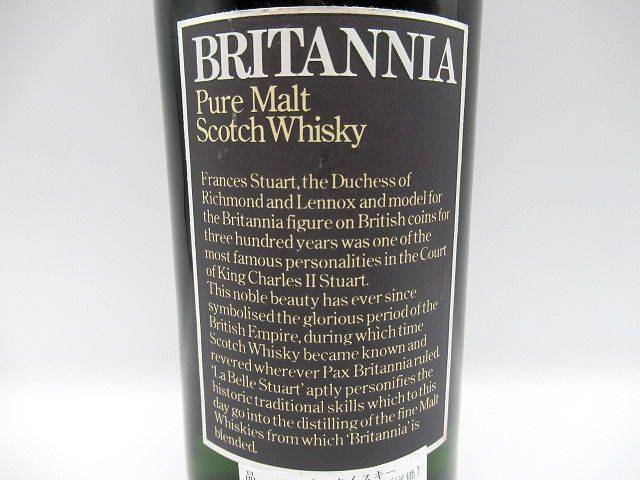 BRITANNIA
Pure Malt
Scotch Whisky
Frances Stuart, the Duchess of
Richmond and Lennox and model for
the Britannia figure on British coins for
three hundred years was one of the
most famous personalities in the Court
of King Charles II Stuart.
This noble beauty has ever since
symbolised the glorious period of the
British Empire, during which time
Scotch Whisky became known and
revered wherever Pax Britannia ruled.
'La Belle Stuart' aptly personifies the
historic traditional skills which to this
day go into the distilling of the fine Malt
Whiskies from which 'Britannia' is
blended.